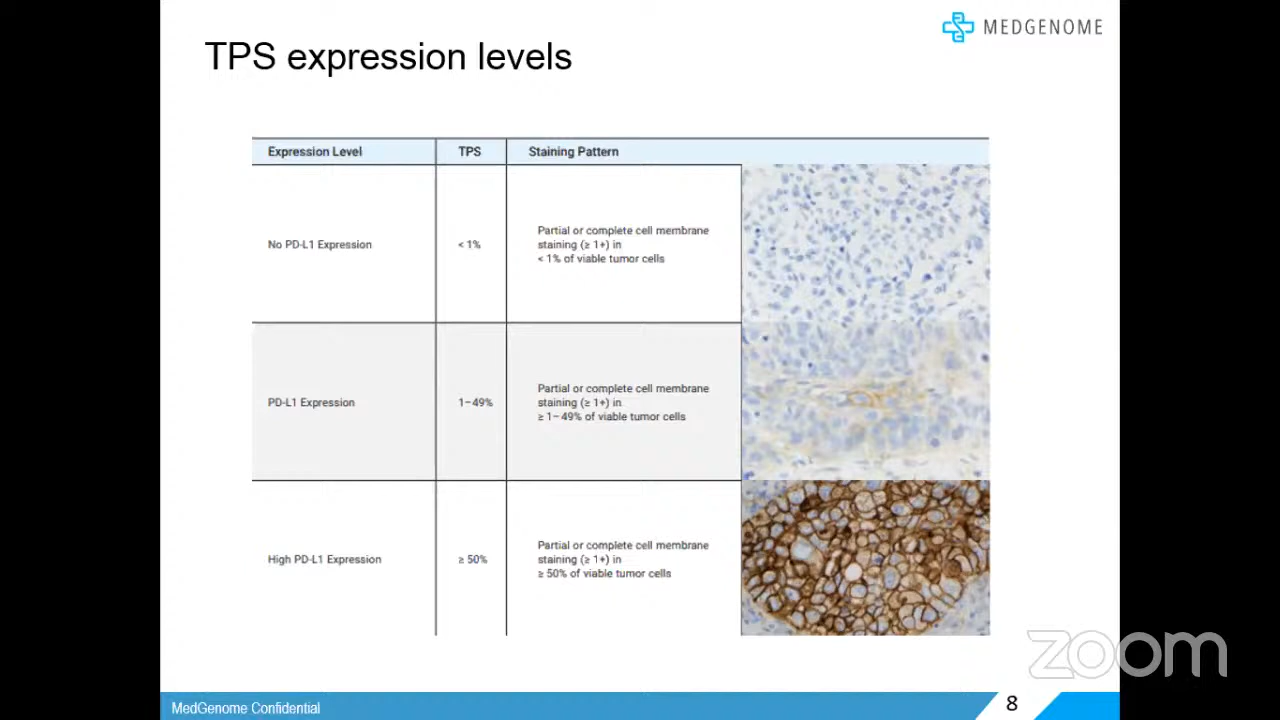 MEDGENOME
TPS expression levels
Expression Level TPS Staining Pattern
No PD-L1 Expression < 1% Partial or complete cell membrane
staining (≥ 1+) in
< 1% of viable tumor cells
PD-L1 Expression 1–49% Partial or complete cell membrane
staining (≥ 1+) in
≥ 1–49% of viable tumor cells
High PD-L1 Expression ≥ 50% Partial or complete cell membrane
staining (≥ 1+) in
≥ 50% of viable tumor cells
zoom
MedGenome Confidential 8